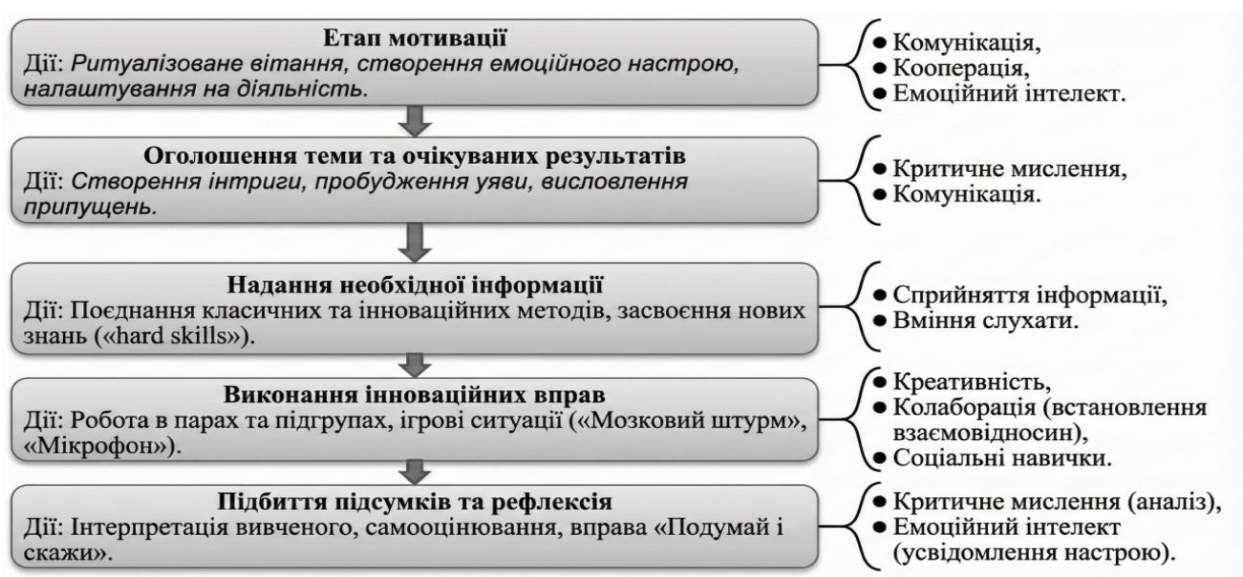 Етап мотивації
Дії: Ритуалізоване вітання, створення емоційного настрою,
налаштування на діяльність.
● Комунікація,
● Кооперація,
● Емоційний інтелект.
Оголошення теми та очікуваних результатів
Дії: Створення інтриги, пробудження уяви, висловлення
припущень.
● Критичне мислення,
● Комунікація.
Надання необхідної інформації
Дії: Поєднання класичних та інноваційних методів, засвоєння нових
знань («hard skills»).
● Сприйняття інформації,
● Вміння слухати.
Виконання інноваційних вправ
Дії: Робота в парах та підгрупах, ігрові ситуації («Мозковий штурм»,
«Мікрофон»).
● Креативність,
● Колаборація (встановлення
взаємовідносин),
● Соціальні навички.
Підбиття підсумків та рефлексія
Дії: Інтерпретація вивченого, самооцінювання, вправа «Подумай і
скажи».
● Критичне мислення (аналіз),
● Емоційний інтелект
(усвідомлення настрою).